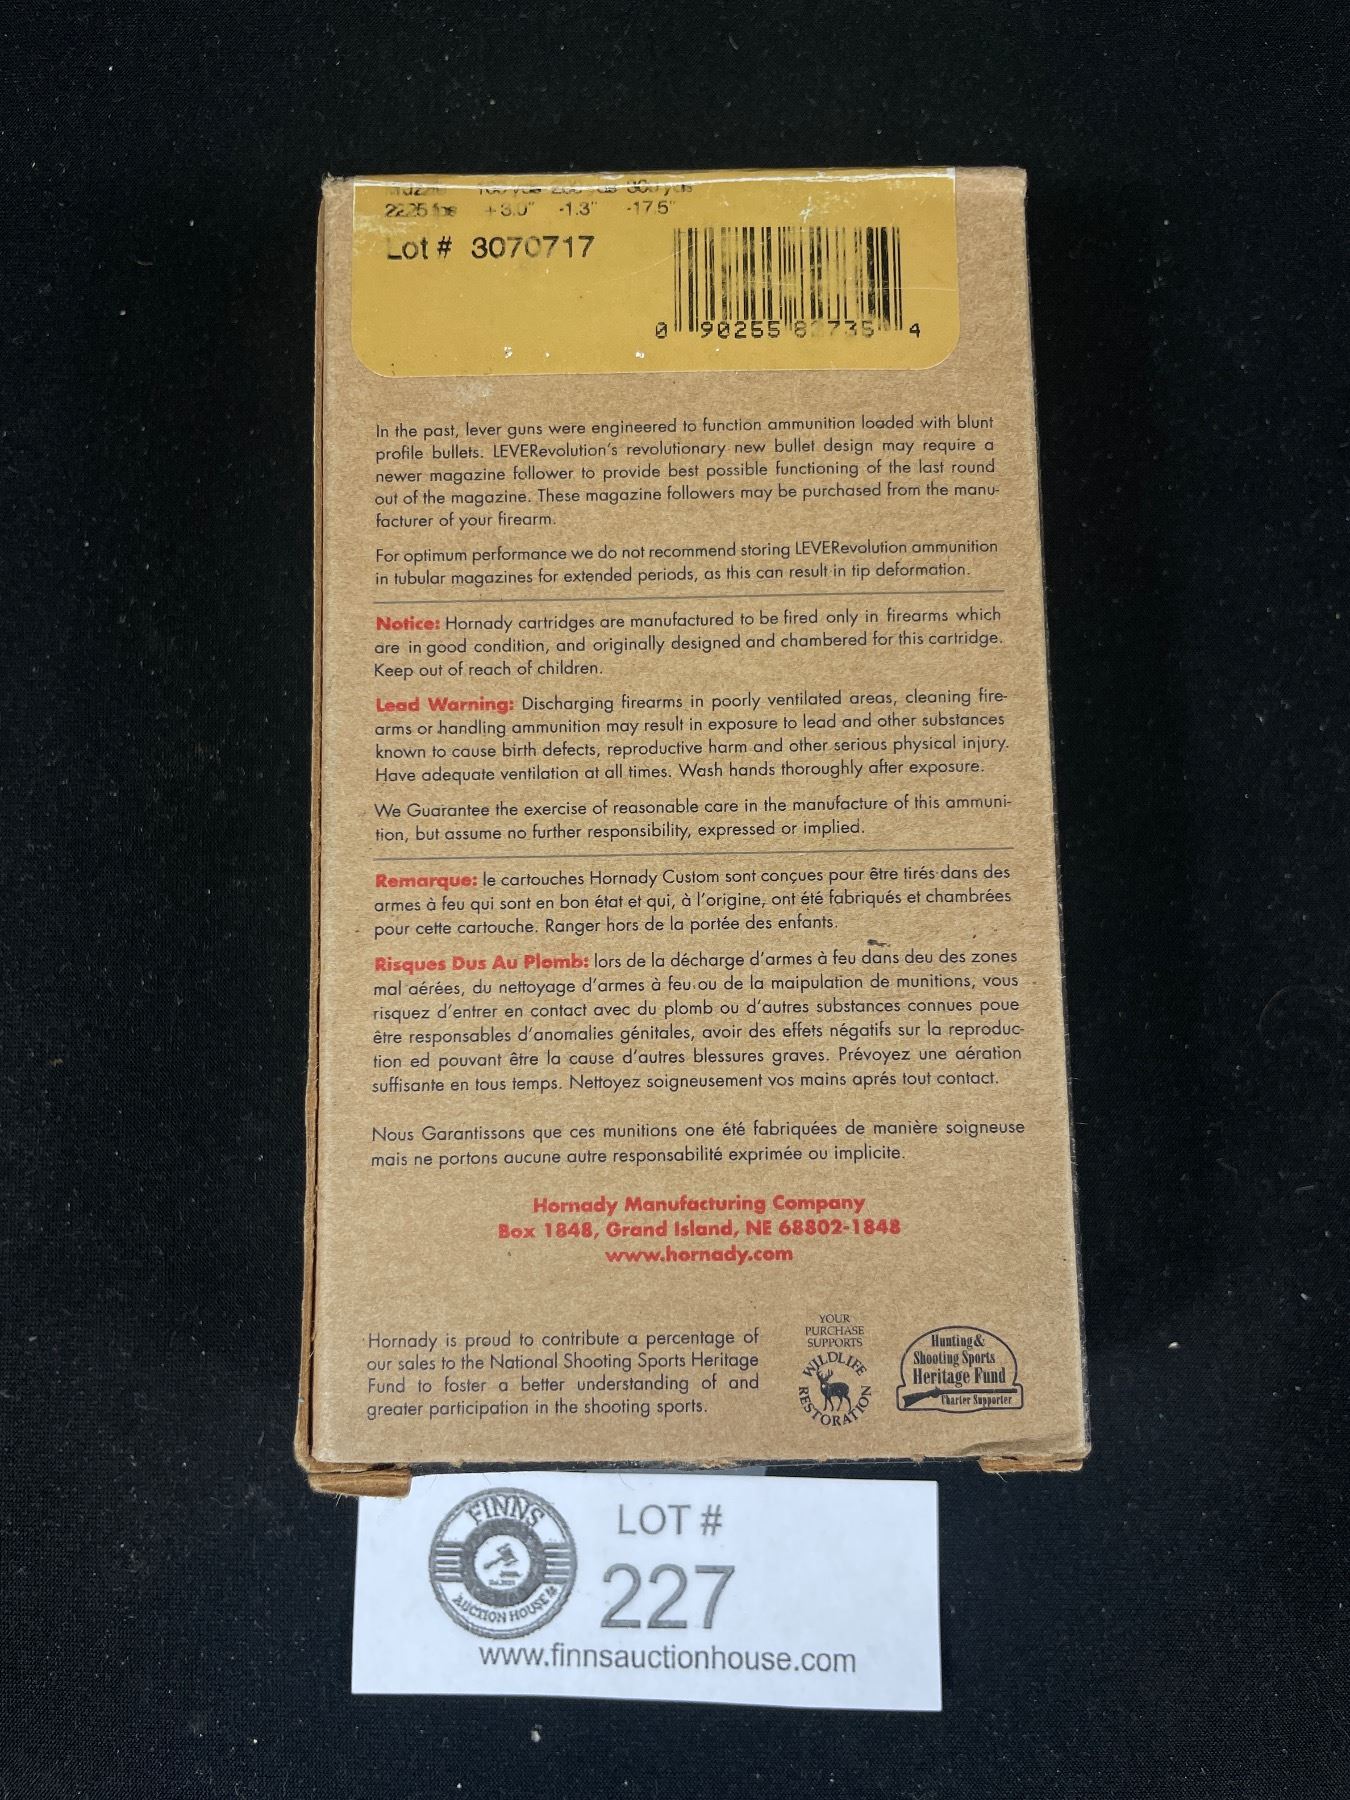 100 yds 200 yds 300 yds
2225 fps +3.0" -1.3" -17.5"
Lot # 3070717
0 90255 82735 4
In the past, lever guns were engineered to function ammunition loaded with blunt
profile bullets. LEVERevolution's revolutionary new bullet design may require a
newer magazine follower to provide best possible functioning of the last round
out of the magazine. These magazine followers may be purchased from the manu-
facturer of your firearm.
For optimum performance we do not recommend storing LEVERevolution ammunition
in tubular magazines for extended periods, as this can result in tip deformation.
Notice: Hornady cartridges are manufactured to be fired only in firearms which
are in good condition, and originally designed and chambered for this cartridge.
Keep out of reach of children.
Lead Warning: Discharging firearms in poorly ventilated areas, cleaning fire-
arms or handling ammunition may result in exposure to lead and other substances
known to cause birth defects, reproductive harm and other serious physical injury.
Have adequate ventilation at all times. Wash hands thoroughly after exposure.
We Guarantee the exercise of reasonable care in the manufacture of this ammuni-
tion, but assume no further responsibility, expressed or implied.
Remarque: le cartouches Hornady Custom sont conçues pour être tirés dans des
armes à feu qui sont en bon état et qui, à l'origine, ont été fabriqués et chambrées
pour cette cartouche. Ranger hors de la portée des enfants.
Risques Dus Au Plomb: lors de la décharge d'armes à feu dans deu des zones
mal aérées, du nettoyage d'armes à feu ou de la maipulation de munitions, vous
risquez d'entrer en contact avec du plomb ou d'autres substances connues poue
être responsables d'anomalies génitales, avoir des effets négatifs sur la reproduc-
tion ed pouvant être la cause d'autres blessures graves. Prévoyez une aération
suffisante en tous temps. Nettoyez soigneusement vos mains aprés tout contact.
Nous Garantissons que ces munitions one été fabriquées de manière soigneuse
mais ne portons aucune autre responsabilité exprimée ou implicite.
Hornady Manufacturing Company
Box 1848, Grand Island, NE 68802-1848
www.hornady.com
Hornady is proud to contribute a percentage of
our sales to the National Shooting Sports Heritage
Fund to foster a better understanding of and
greater participation in the shooting sports.
YOUR
PURCHASE
SUPPORTS
WILDLIFE
RESTORATION
Hunting &
Shooting Sports
Heritage Fund
Charter Supporter
FINNS
AUCTION HOUSE
LOT #
227
www.finnsauctionhouse.com